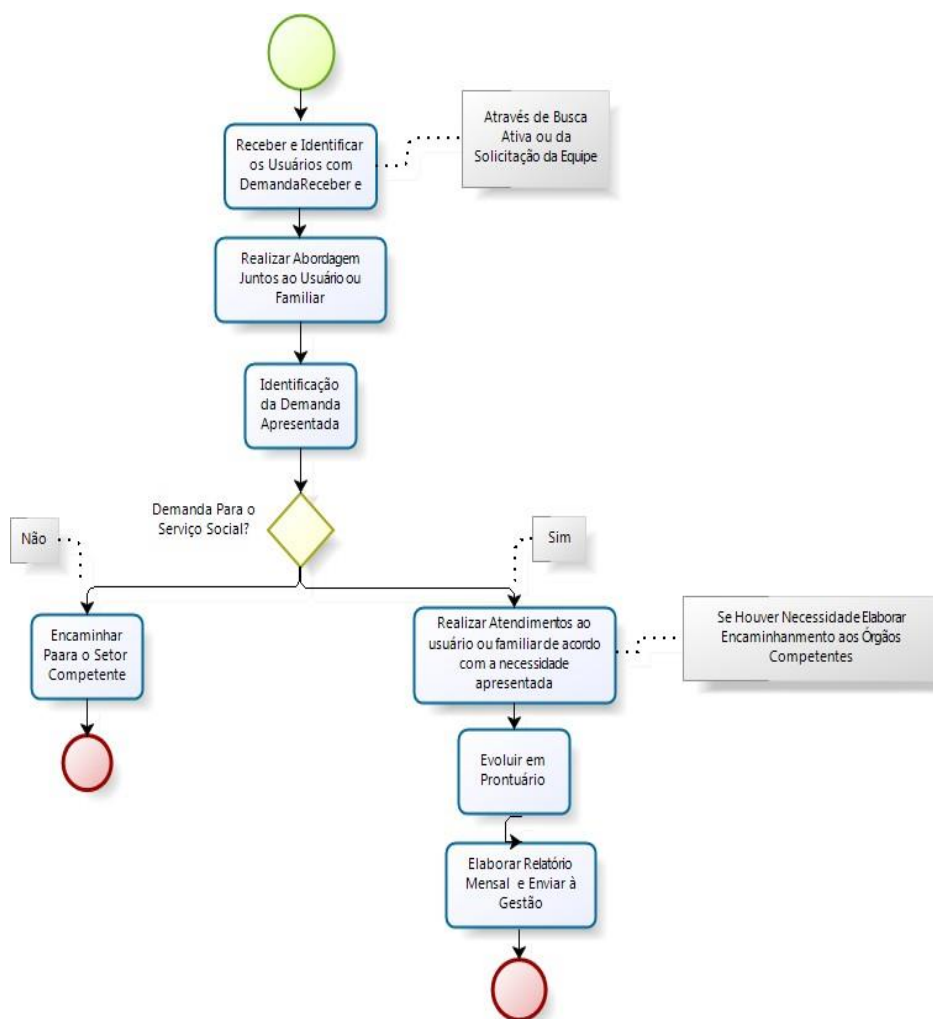 Receber e Identificar
os Usuários com
DemandaReceber e
Através de Busca
Ativa ou da
Solicitação da Equipe
Realizar Abordagem
Juntos ao Usuário ou
Familiar
Identificação
da Demanda
Apresentada
Demanda Para o
Serviço Social?
Não
Sim
Encaminhar
Paara o Setor
Competente
Realizar Atendimentos ao
usuário ou familiar de acordo
com a necessidade
apresentada
Se Houver Necessidade Elaborar
Encaminhanmento aos Órgãos
Competentes
Evoluir em
Prontuário
Elaborar Relatório
Mensal e Enviar à
Gestão